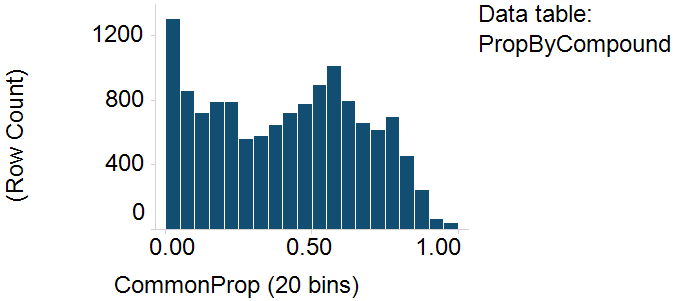 Data table:
PropByCompound
1200
800
400
0
(Row Count)
0.00 0.50 1.00
CommonProp (20 bins)